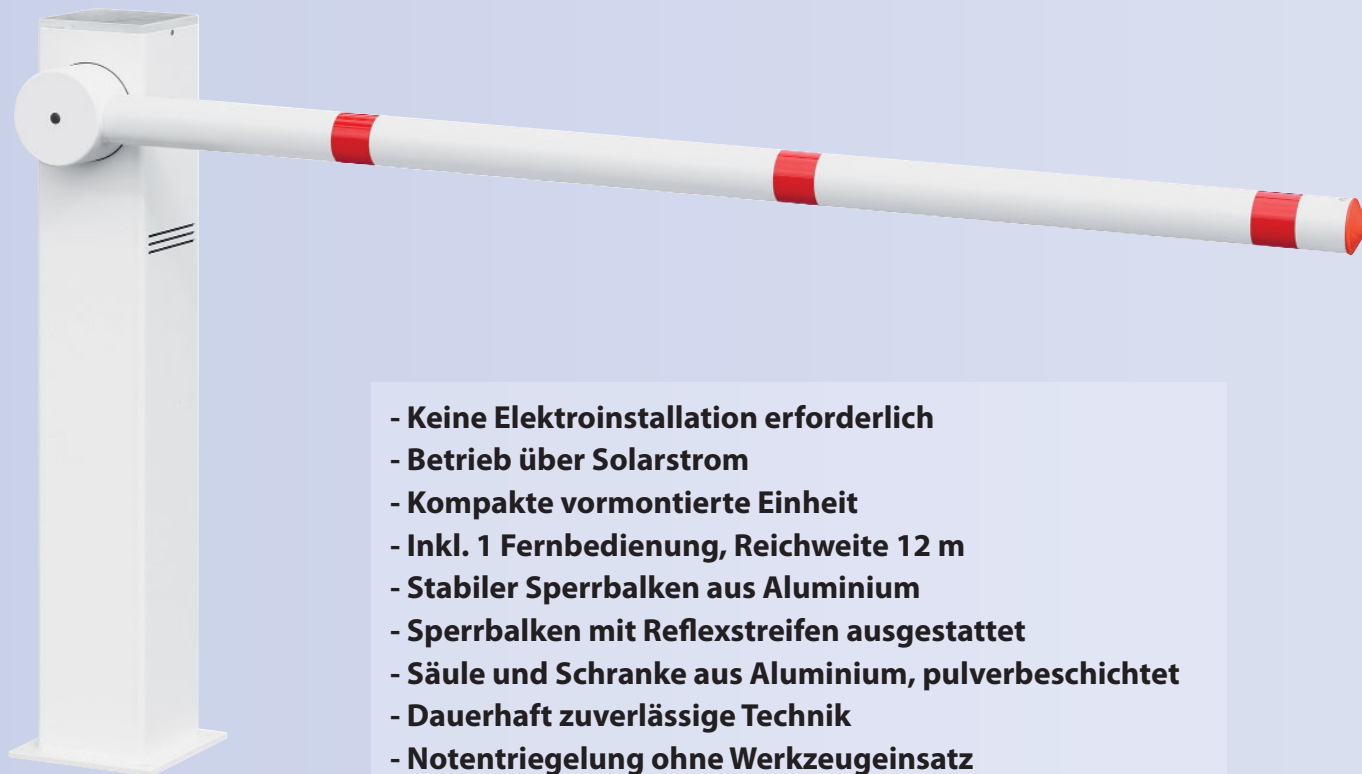 - Keine Elektroinstallation erforderlich
- Betrieb über Solarstrom
- Kompakte vormontierte Einheit
- Inkl. 1 Fernbedienung, Reichweite 12 m
- Stabiler Sperrbalken aus Aluminium
- Sperrbalken mit Reflexstreifen ausgestattet
- Säule und Schranke aus Aluminium, pulverbeschichtet
- Dauerhaft zuverlässige Technik
- Notentriegelung ohne Werkzeugeinsatz